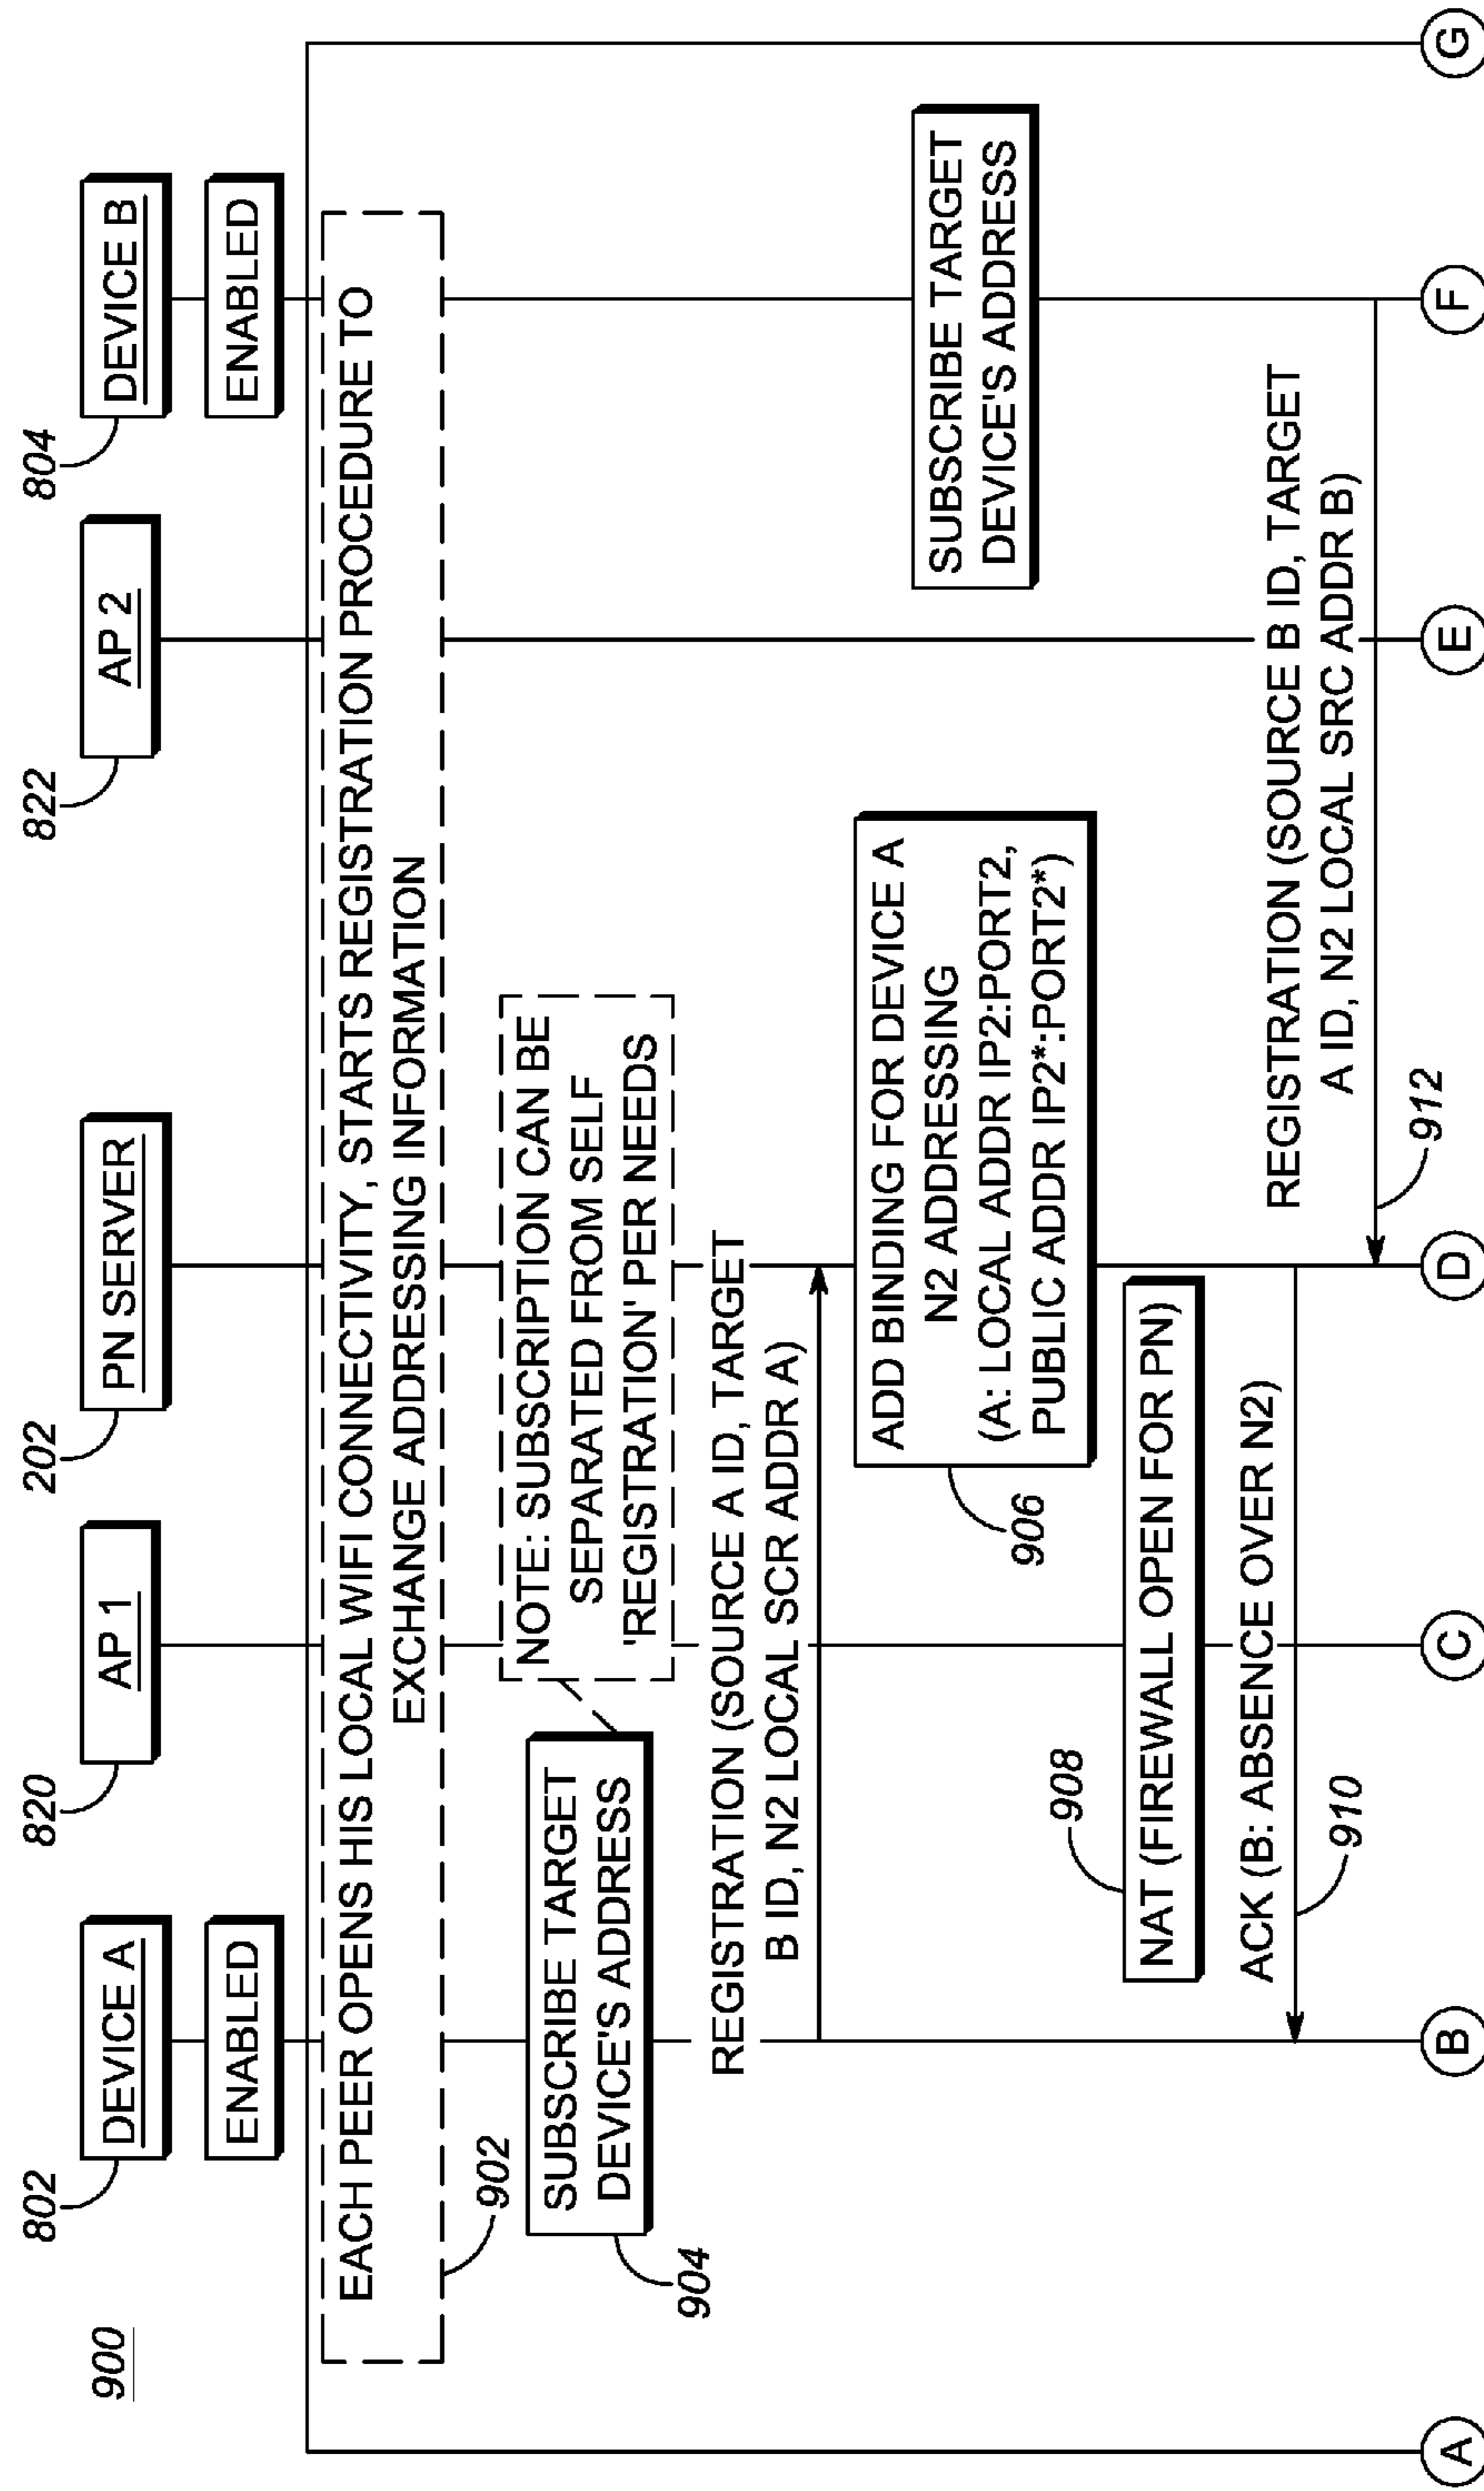 900
802
820
202
822
804
DEVICE A
AP 1
PN SERVER
AP 2
DEVICE B
ENABLED
ENABLED
EACH PEER OPENS HIS LOCAL WIFI CONNECTIVITY, STARTS REGISTRATION PROCEDURE TO
EXCHANGE ADDRESSING INFORMATION
902
NOTE: SUBSCRIPTION CAN BE
SEPARATED FROM SELF
'REGISTRATION' PER NEEDS
SUBSCRIBE TARGET
DEVICE'S ADDRESS
904
REGISTRATION (SOURCE A ID, TARGET
B ID, N2 LOCAL SCR ADDR A)
ADD BINDING FOR DEVICE A
N2 ADDRESSING
(A: LOCAL ADDR IP2:PORT2,
PUBLIC ADDR IP2*:PORT2*)
906
SUBSCRIBE TARGET
DEVICE'S ADDRESS
908
NAT (FIREWALL OPEN FOR PN)
ACK (B: ABSENCE OVER N2)
910
REGISTRATION (SOURCE B ID, TARGET
A ID, N2 LOCAL SRC ADDR B)
912
A
B
C
D
E
F
G